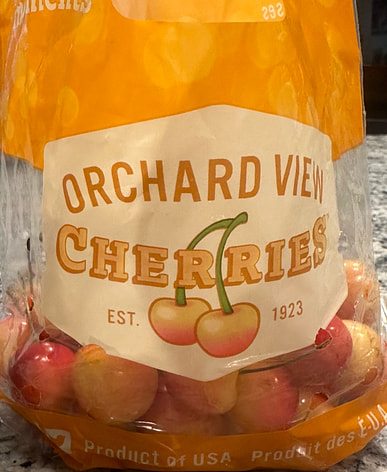 ORCHARD VIEW
CHERRIES
EST. 1923
Product of USA Produit des É.U.